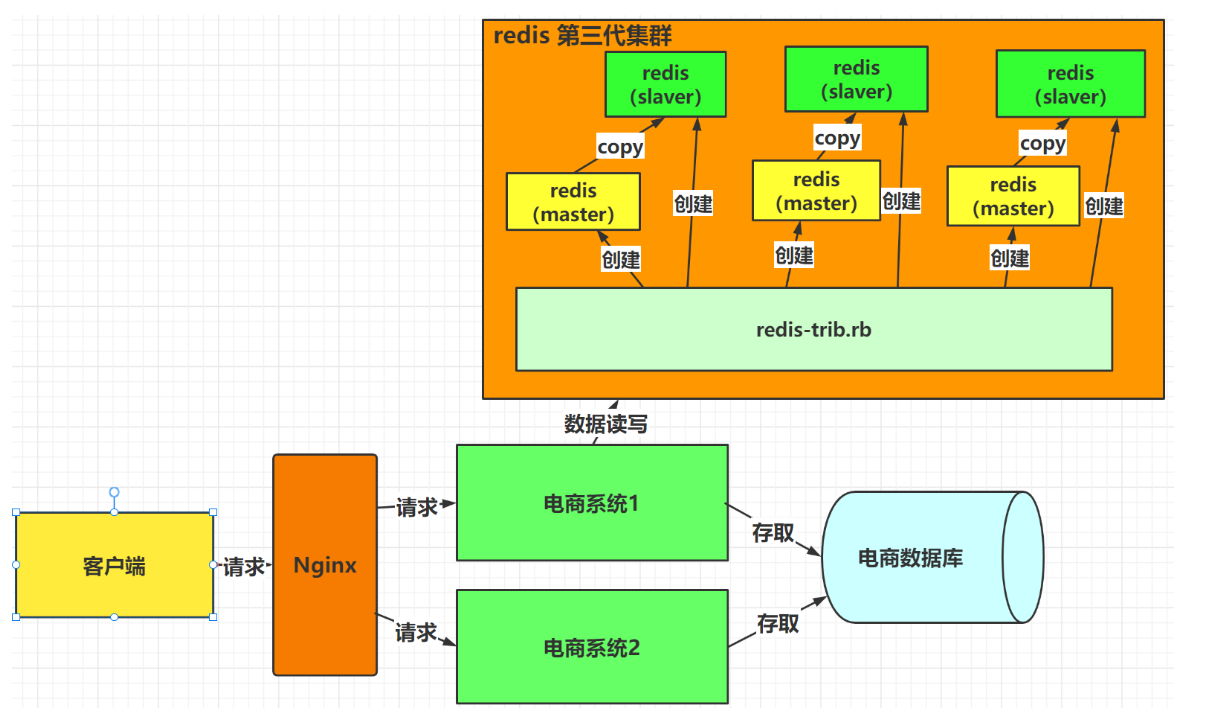 redis 第三代集群
redis
（slaver）
redis
（slaver）
redis
（slaver）
copy
copy
copy
redis
（master）
创建
redis
（master）
创建
redis
（master）
创建
创建
创建
创建
redis-trib.rb
数据读写
客户端
请求
Nginx
请求
电商系统1
存取
请求
电商系统2
存取
电商数据库